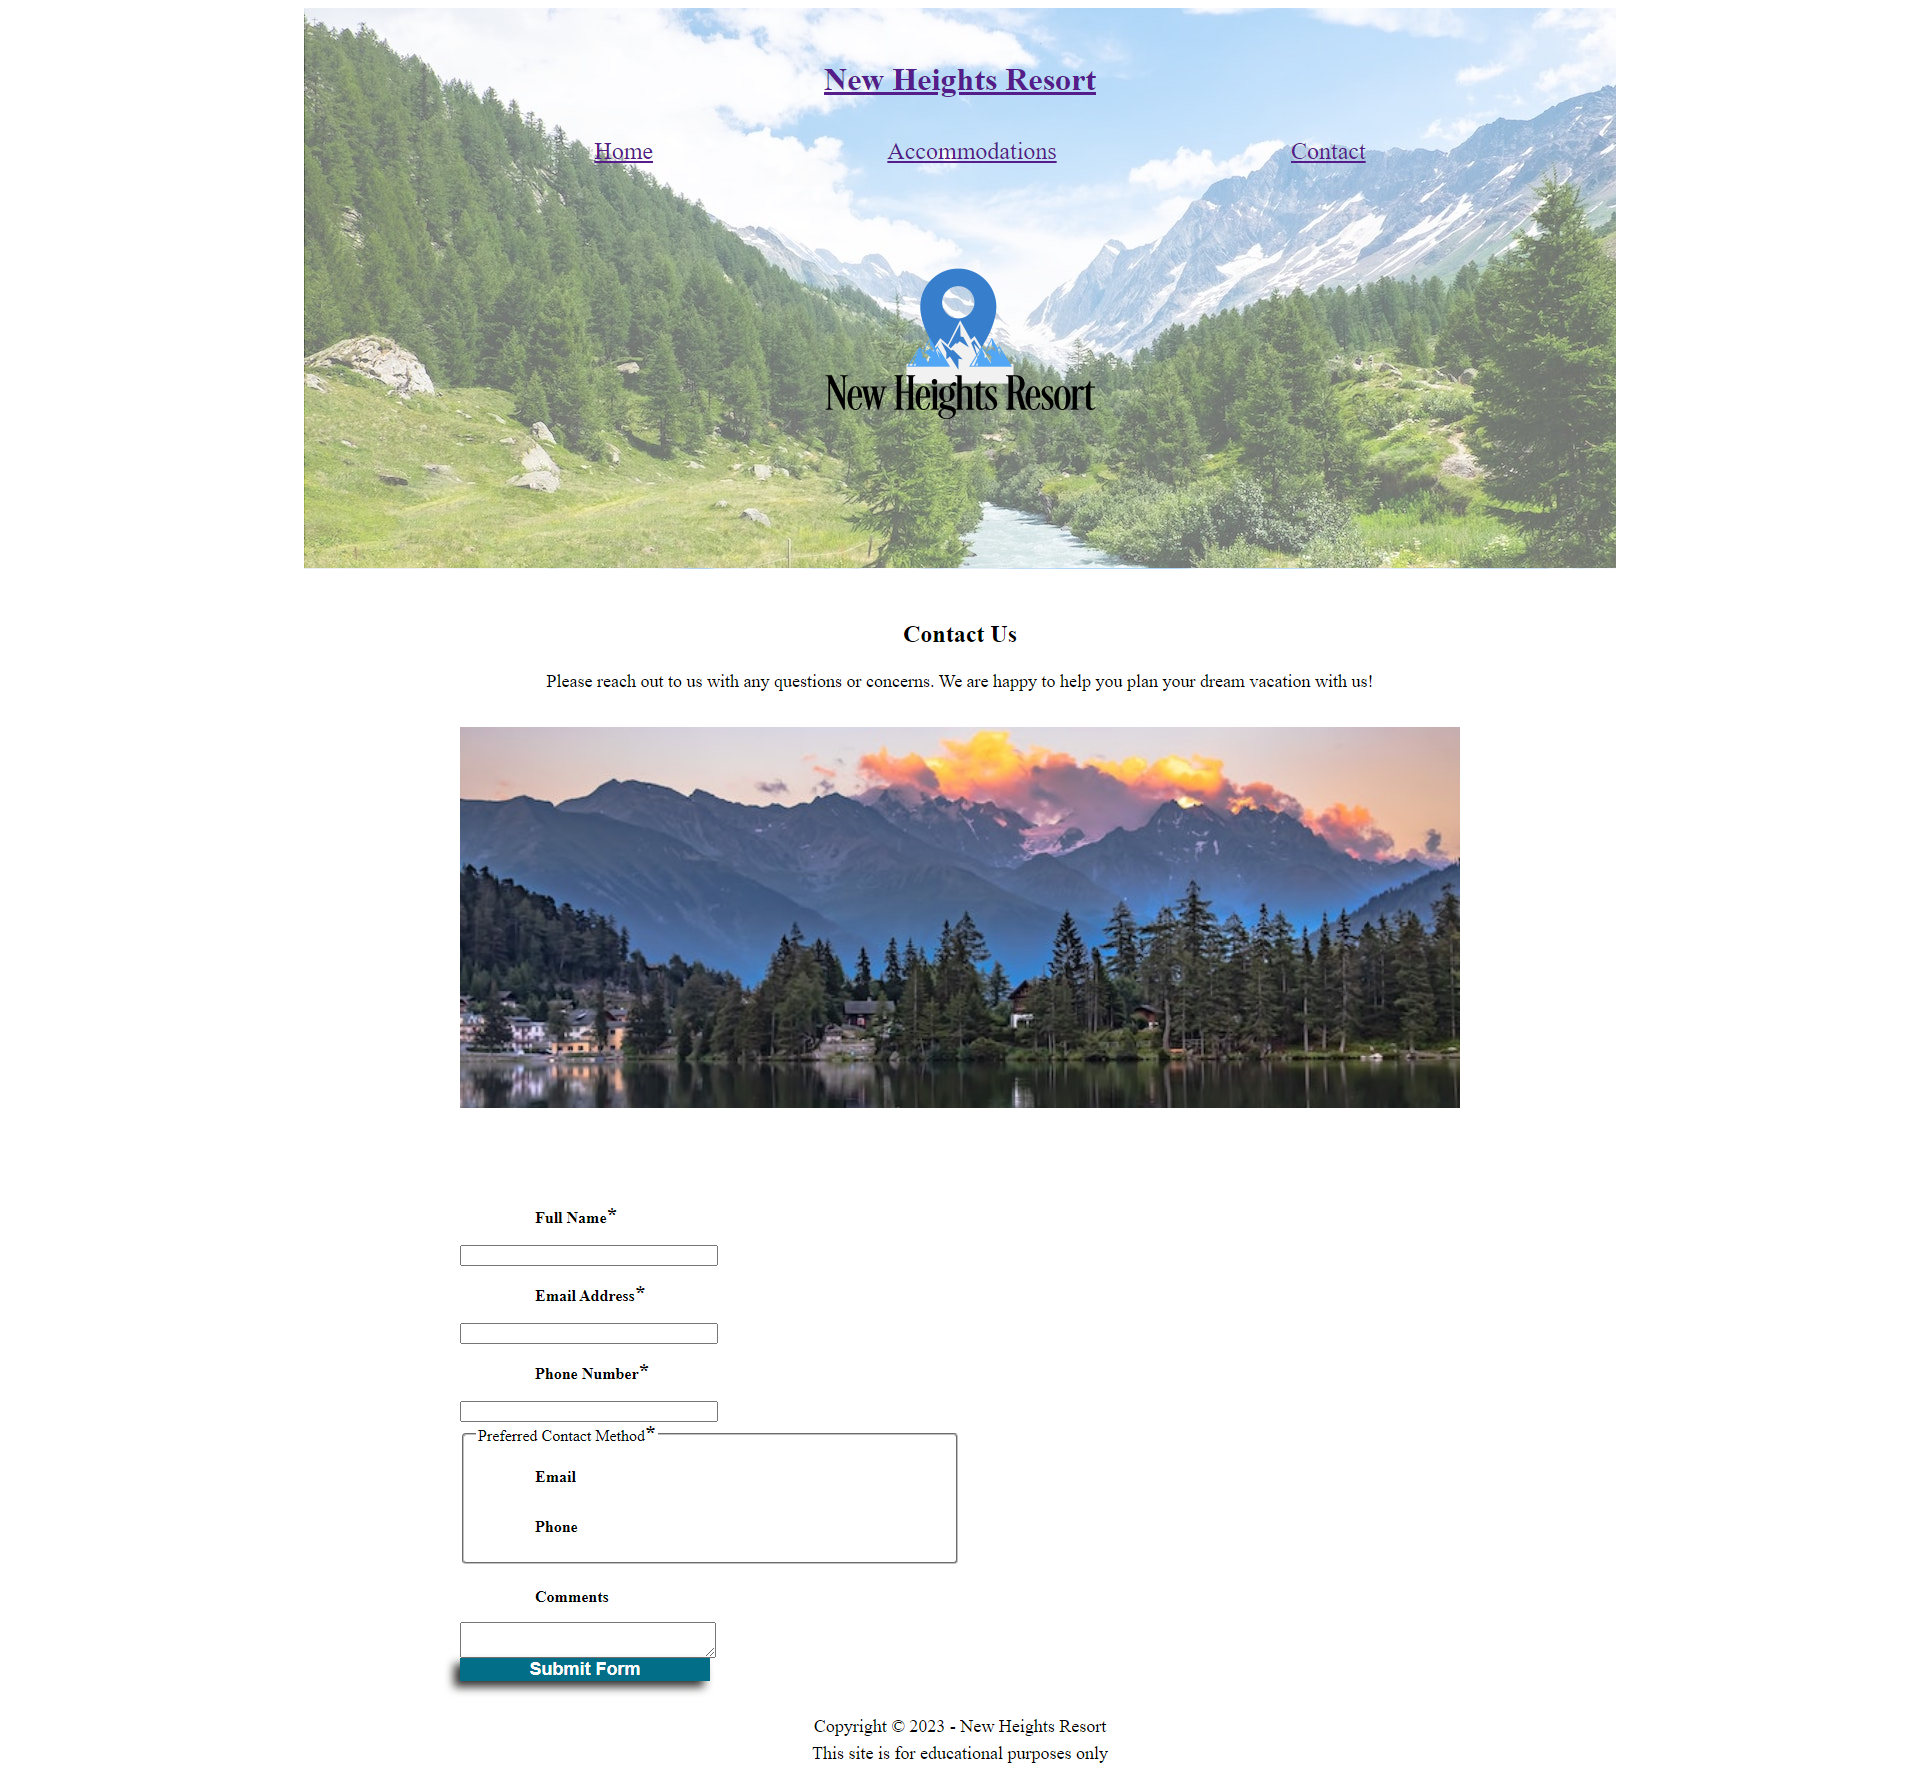 New Heights Resort
Home Accommodations Contact
New Heights Resort
Contact Us
Please reach out to us with any questions or concerns. We are happy to help you plan your dream vacation with us!
Full Name*
Email Address*
Phone Number*
Preferred Contact Method*
Email
Phone
Comments
Submit Form
Copyright © 2023 - New Heights Resort
This site is for educational purposes only